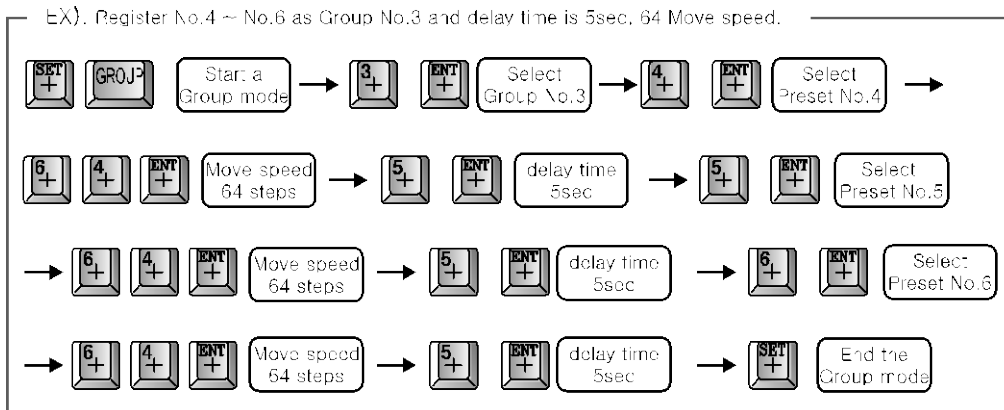 EX). Register No.4 ~ No.6 as Group No.3 and delay time is 5sec, 64 Move speed.
SET + GROUP Start a Group mode → 3 + ENT + Select Group No.3 → 4 + ENT + Select Preset No.4 →
6 + 4 + ENT + Move speed 64 steps → 5 + ENT + delay time 5sec → 5 + ENT + Select Preset No.5
→ 6 + 4 + ENT + Move speed 64 steps → 5 + ENT + delay time 5sec → 6 + ENT + Select Preset No.6
→ 6 + 4 + ENT + Move speed 64 steps → 5 + ENT + delay time 5sec → SET + End the Group mode